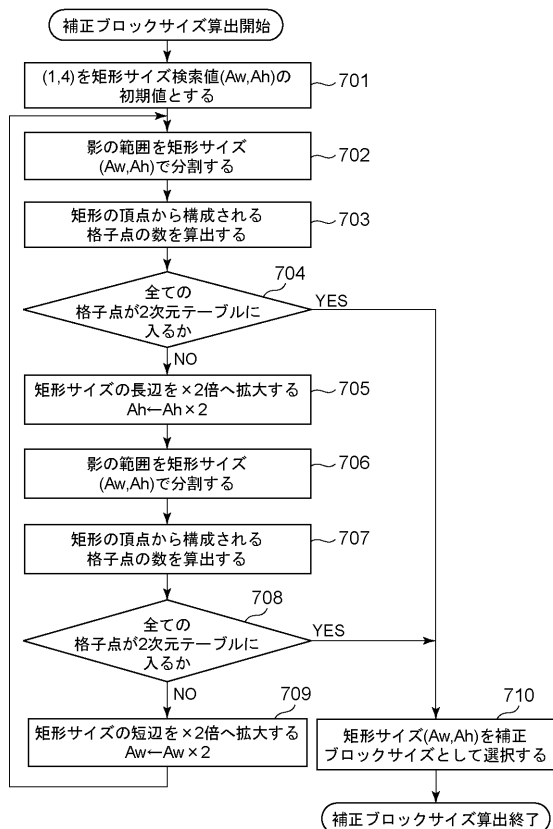 補正ブロックサイズ算出開始
(1,4)を矩形サイズ検索値(Aw,Ah)の
初期値とする
701
影の範囲を矩形サイズ
(Aw,Ah)で分割する
702
矩形の頂点から構成される
格子点の数を算出する
703
704
全ての
格子点が2次元テーブルに
入るか
YES
NO
矩形サイズの長辺を×2倍へ拡大する
Ah←Ah×2
705
影の範囲を矩形サイズ
(Aw,Ah)で分割する
706
矩形の頂点から構成される
格子点の数を算出する
707
708
全ての
格子点が2次元テーブルに
入るか
YES
NO
709
矩形サイズの短辺を×2倍へ拡大する
Aw←Aw×2
710
矩形サイズ(Aw,Ah)を補正
ブロックサイズとして選択する
補正ブロックサイズ算出終了